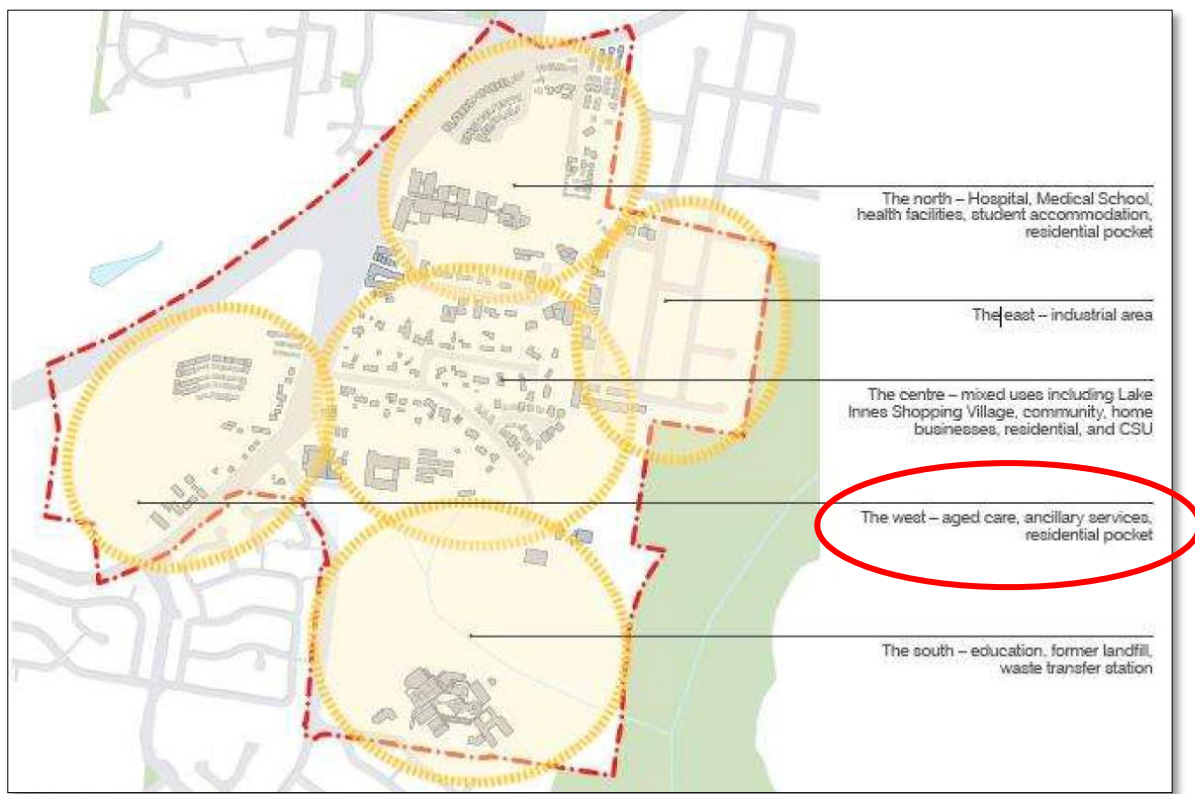 The north – Hospital, Medical School,
health facilities, student accommodation,
residential pocket
The east – industrial area
The centre – mixed uses including Lake
Innes Shopping Village, community, home
businesses, residential, and CSU
The west – aged care, ancillary services,
residential pocket
The south – education, former landfill,
waste transfer station